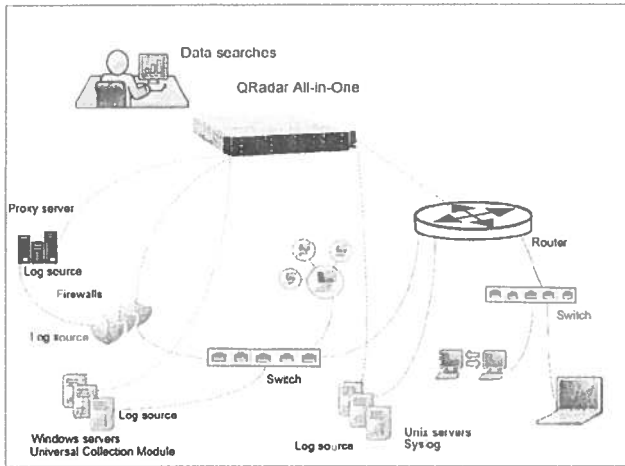 Data searches
QRadar All-in-One
Proxy server
Log source
Router
Firewalls
Log source
Switch
Switch
Log source
Windows servers
Universal Collection Module
Log source
Unix servers
Syslog